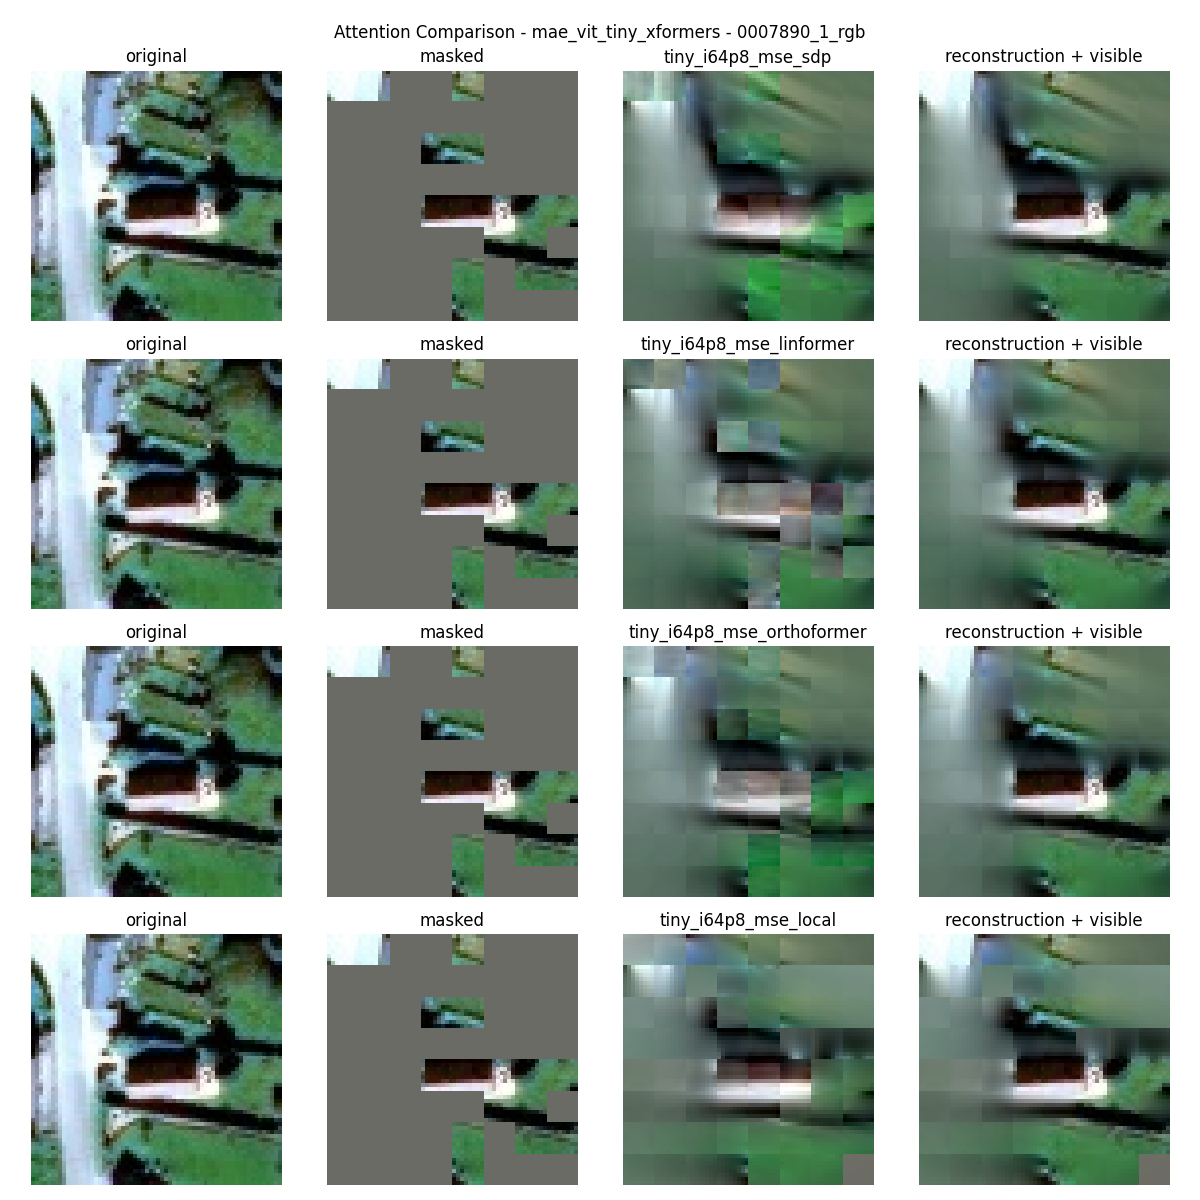 Attention Comparison - mae_vit_tiny_xformers - 0007890_1_rgb
original masked tiny_i64p8_mse_sdp reconstruction + visible
original masked tiny_i64p8_mse_linformer reconstruction + visible
original masked tiny_i64p8_mse_orthoformer reconstruction + visible
original masked tiny_i64p8_mse_local reconstruction + visible